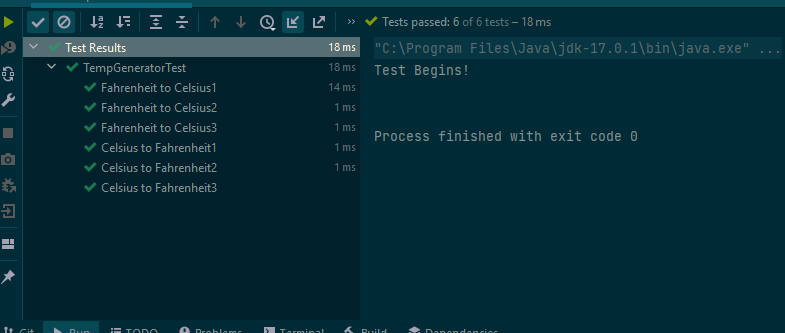 » Tests passed: 6 of 6 tests – 18 ms
Test Results 18 ms
TempGeneratorTest 18 ms
Fahrenheit to Celsius1 14 ms
Fahrenheit to Celsius2 1 ms
Fahrenheit to Celsius3 1 ms
Celsius to Fahrenheit1 1 ms
Celsius to Fahrenheit2 1 ms
Celsius to Fahrenheit3
"C:\Program Files\Java\jdk-17.0.1\bin\java.exe" ...
Test Begins!
Process finished with exit code 0
Git Run TODO Problems Terminal Build Dependencies